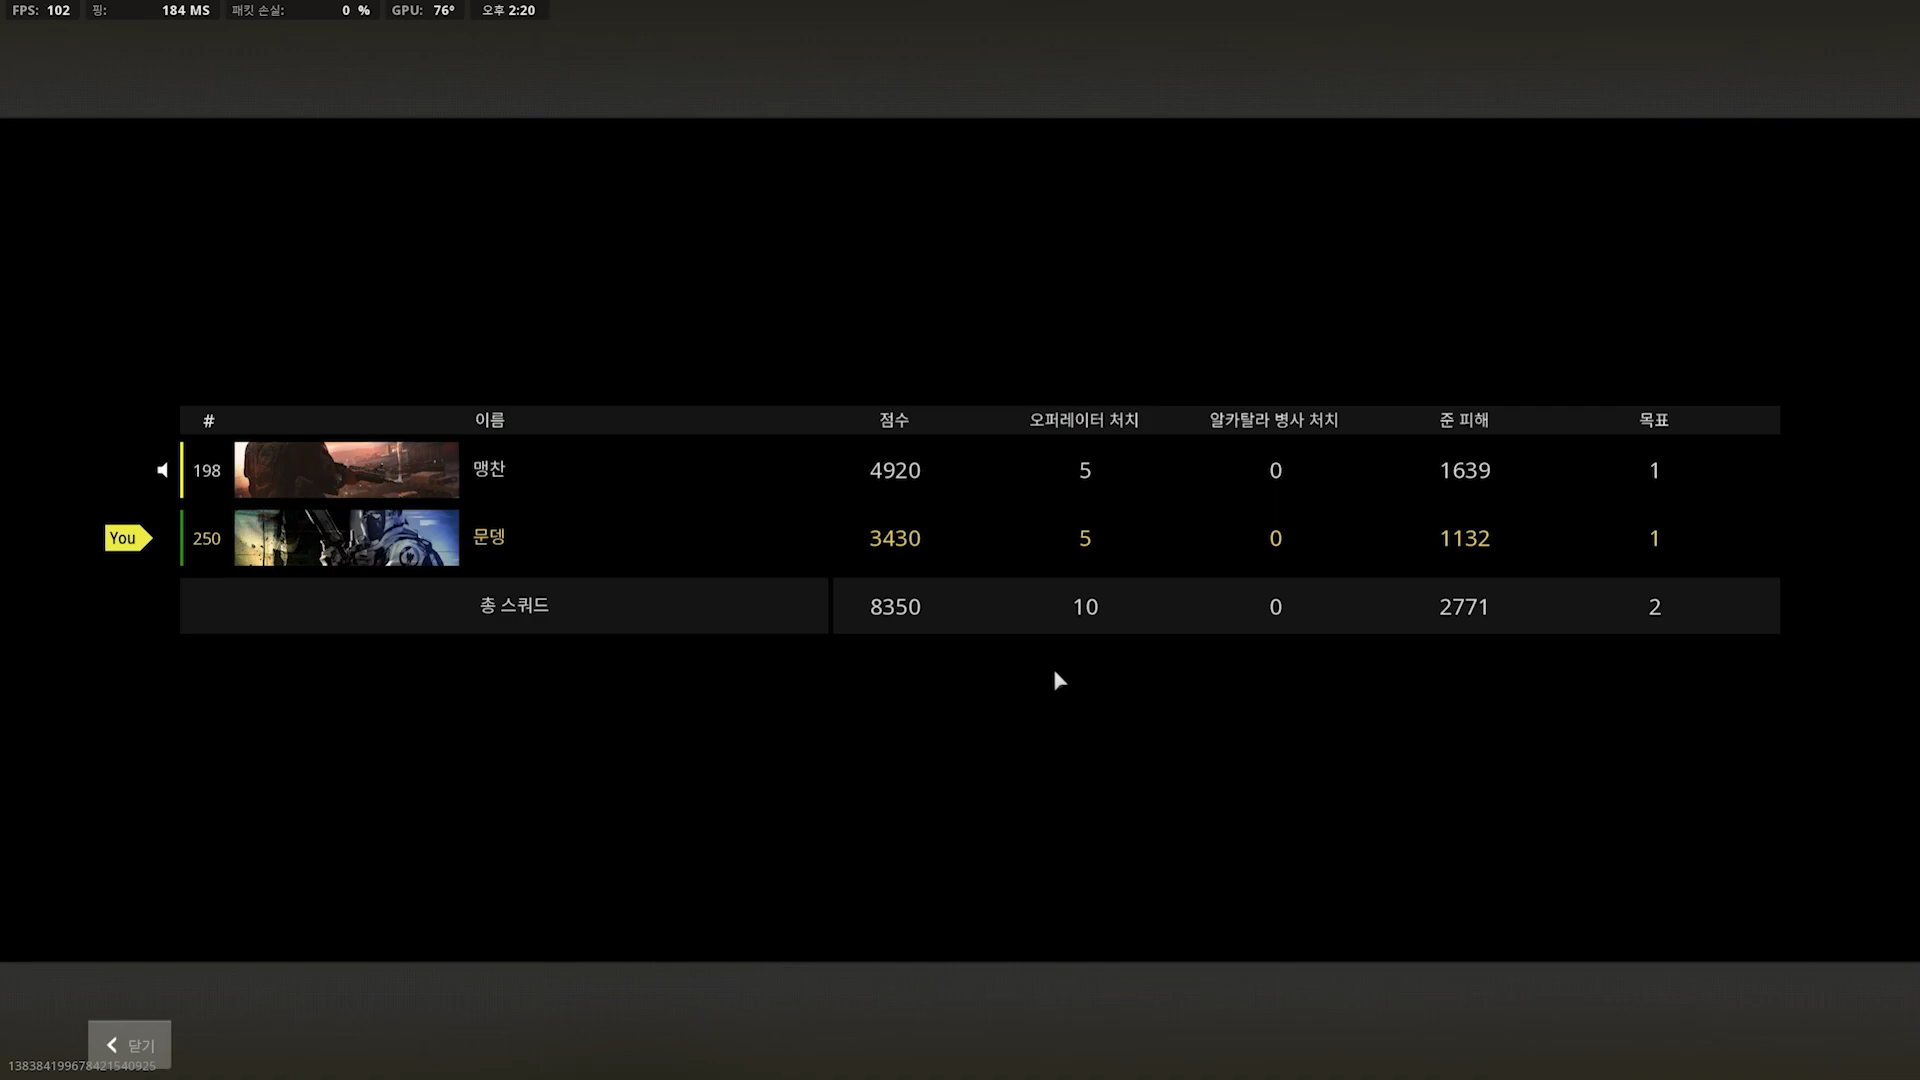 FPS: 102 핑: 184 MS 패킷 손실: 0 % GPU: 76° 오후 2:20
# 이름 점수 오퍼레이터 처치 알카탈라 병사 처치 준 피해 목표
198 맹찬 4920 5 0 1639 1
You 250 문뎅 3430 5 0 1132 1
총 스쿼드 8350 10 0 2771 2
닫기
138384199678421540925